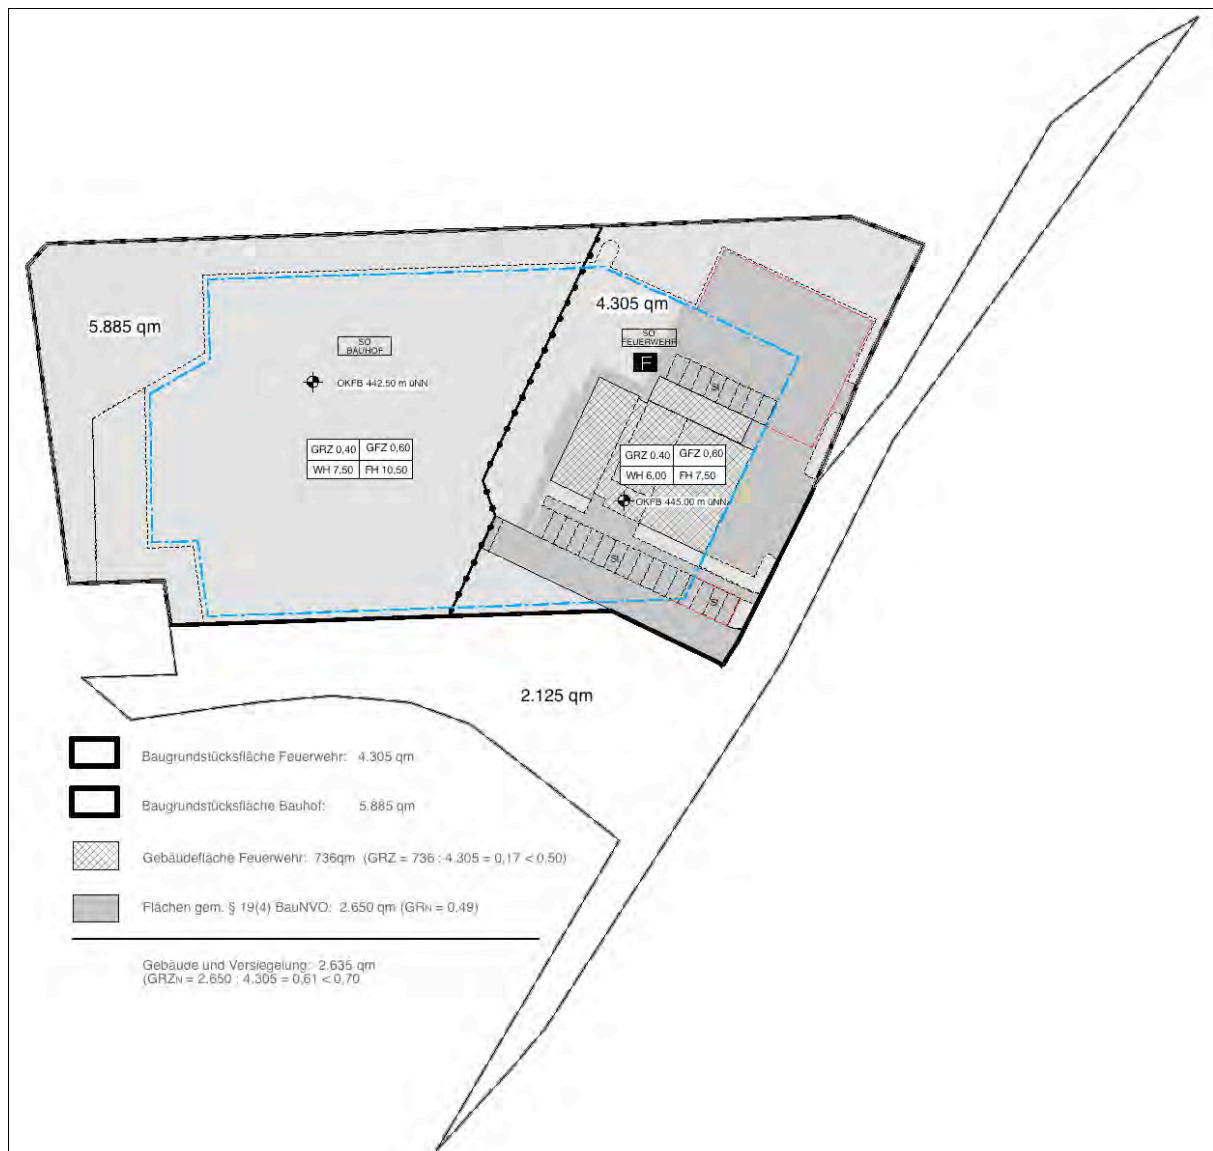 5.885 qm
4.305 qm
SO
BAUHOF
SO
FEUERWEHR
F
St
OKFB 442.50 m üNN
GRZ 0,40 GFZ 0,60
WH 7,50 FH 10,50
GRZ 0.40 GFZ 0,60
WH 6,00 FH 7,50
OKFB 445.00 m üNN
St
St
2.125 qm
Baugrundstücksfläche Feuerwehr: 4.305 qm
Baugrundstücksfläche Bauhof: 5.885 qm
Gebäudefläche Feuerwehr: 736qm (GRZ = 736 : 4.305 = 0,17 < 0,50)
Flächen gem. § 19(4) BauNVO: 2.650 qm (GRN = 0,49)
Gebäude und Versiegelung: 2.635 qm
(GRZN = 2.650 : 4.305 = 0,61 < 0,70